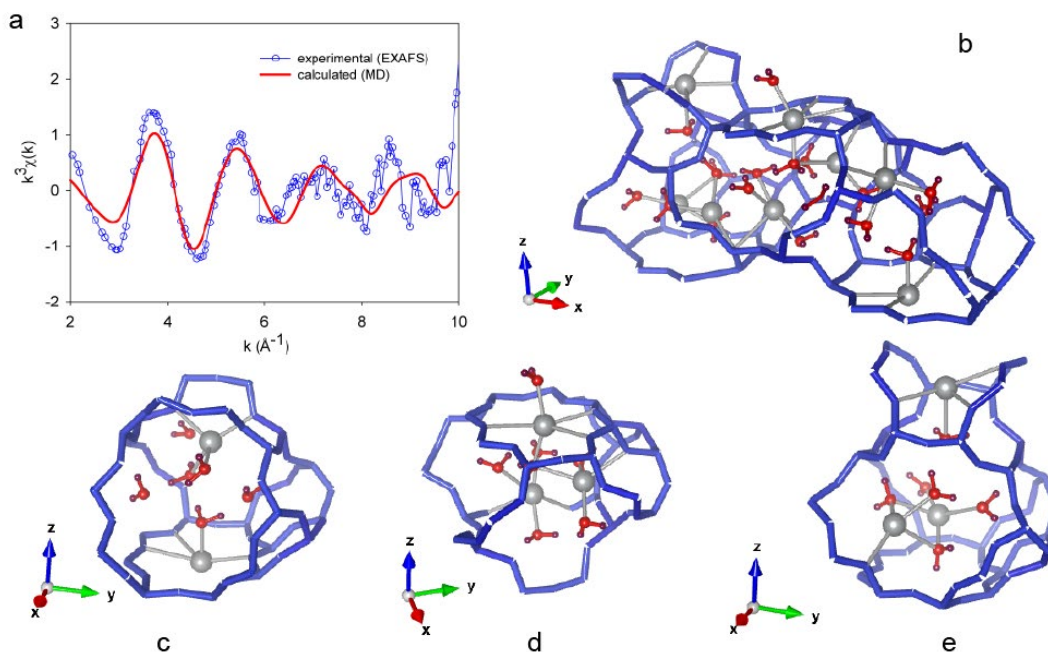 a
3
2
1
0
-1
-2
2
4
6
8
10
k³χ(k)
k (Å⁻¹)
experimental (EXAFS)
calculated (MD)
b
z
y
x
z
y
x
c
z
y
x
d
z
y
x
e